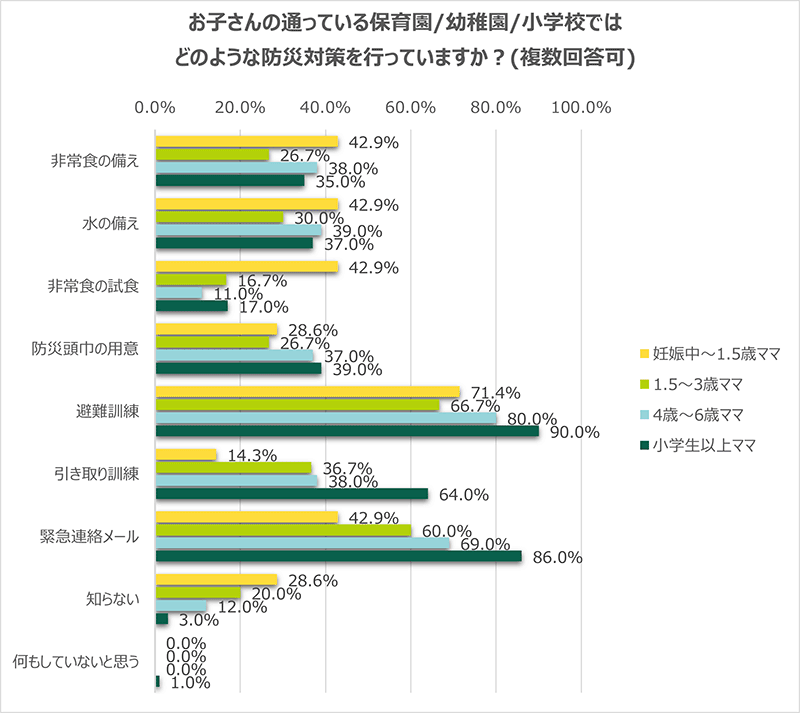 お子さんの通っている保育園/幼稚園/小学校では
どのような防災対策を行っていますか？(複数回答可)
0.0% 20.0% 40.0% 60.0% 80.0% 100.0%
非常食の備え
42.9%
26.7%
38.0%
35.0%
水の備え
42.9%
30.0%
39.0%
37.0%
非常食の試食
42.9%
16.7%
11.0%
17.0%
防災頭巾の用意
28.6%
26.7%
37.0%
39.0%
避難訓練
71.4%
66.7%
80.0%
90.0%
引き取り訓練
14.3%
36.7%
38.0%
64.0%
緊急連絡メール
42.9%
60.0%
69.0%
86.0%
知らない
28.6%
20.0%
12.0%
3.0%
何もしていないと思う
0.0%
0.0%
0.0%
1.0%
妊娠中～1.5歳ママ
1.5～3歳ママ
4歳～6歳ママ
小学生以上ママ